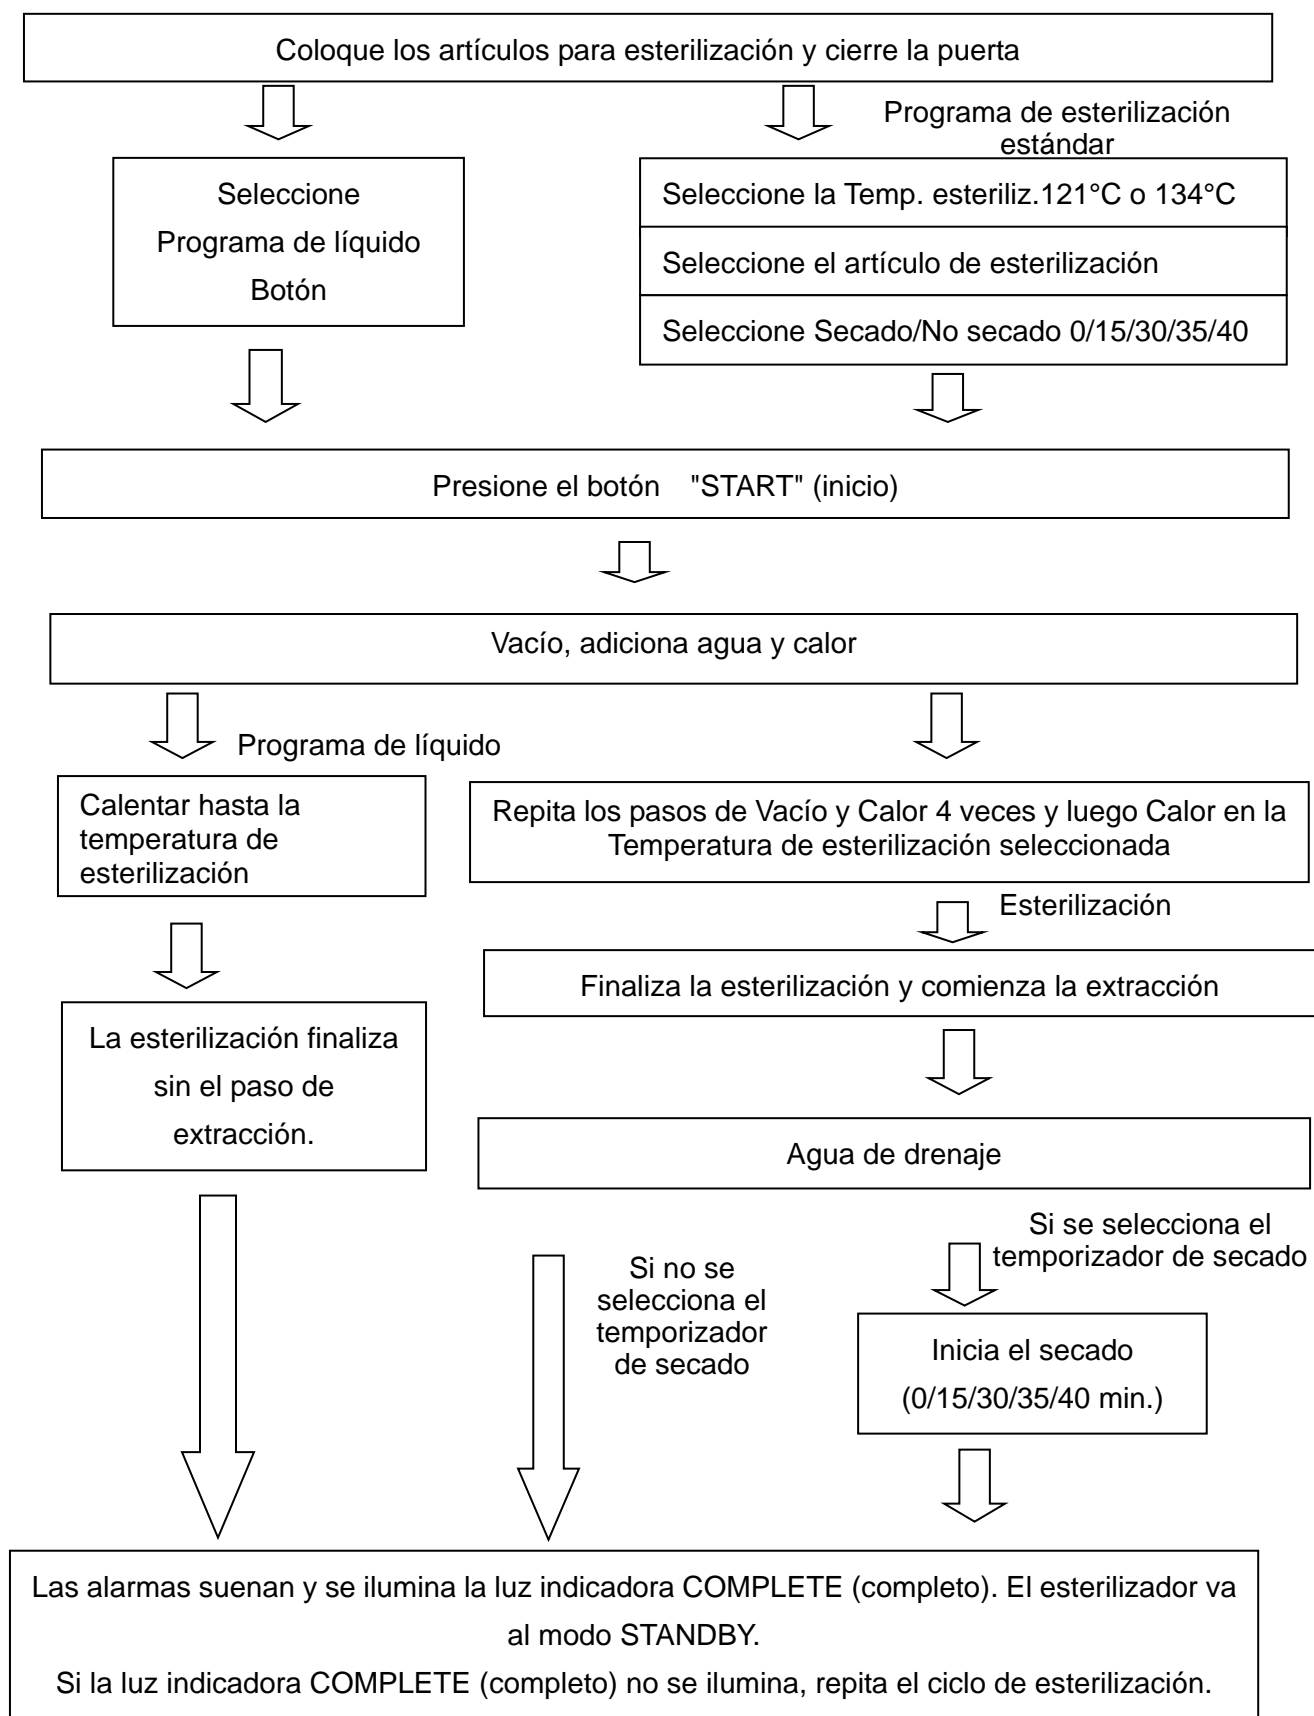 Coloque los artículos para esterilización y cierre la puerta
Programa de esterilización
estándar
Seleccione
Programa de líquido
Botón
Seleccione la Temp. esteriliz.121°C o 134°C
Seleccione el artículo de esterilización
Seleccione Secado/No secado 0/15/30/35/40
Presione el botón "START" (inicio)
Vacío, adiciona agua y calor
Programa de líquido
Calentar hasta la
temperatura de
esterilización
Repita los pasos de Vacío y Calor 4 veces y luego Calor en la
Temperatura de esterilización seleccionada
Esterilización
Finaliza la esterilización y comienza la extracción
La esterilización finaliza
sin el paso de
extracción.
Agua de drenaje
Si se selecciona el
temporizador de secado
Si no se
selecciona el
temporizador
de secado
Inicia el secado
(0/15/30/35/40 min.)
Las alarmas suenan y se ilumina la luz indicadora COMPLETE (completo). El esterilizador va
al modo STANDBY.
Si la luz indicadora COMPLETE (completo) no se ilumina, repita el ciclo de esterilización.